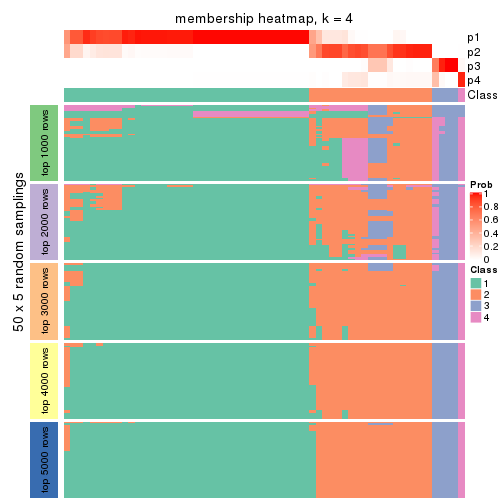 membership heatmap, k = 4
p1
p2
p3
p4
Class
50 x 5 random samplings
top 1000 rows
top 2000 rows
top 3000 rows
top 4000 rows
top 5000 rows
Prob
1
0.8
0.6
0.4
0.2
0
Class
1
2
3
4